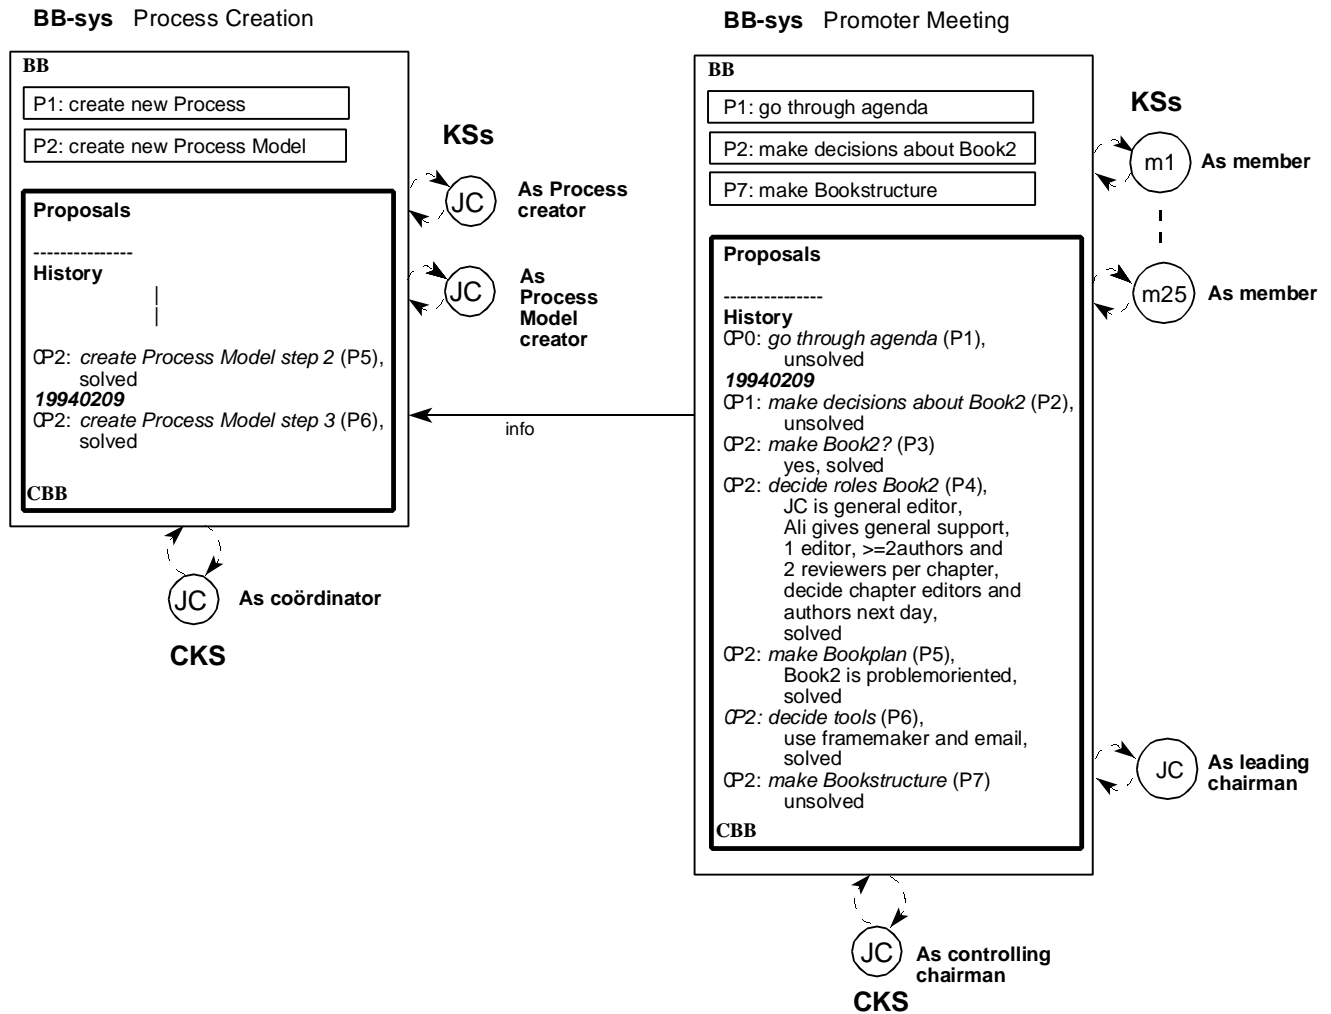 BB-sys Process Creation
BB
P1: create new Process
P2: create new Process Model
Proposals
---------------
History
|
|
CP2: create Process Model step 2 (P5),
solved
19940209
CP2: create Process Model step 3 (P6),
solved
CBB
KSs
JC
As Process
creator
JC
As
Process
Model
creator
JC
As coördinator
CKS
info
BB-sys Promoter Meeting
BB
P1: go through agenda
P2: make decisions about Book2
P7: make Bookstructure
Proposals
---------------
History
CP0: go through agenda (P1),
unsolved
19940209
CP1: make decisions about Book2 (P2),
unsolved
CP2: make Book2? (P3)
yes, solved
CP2: decide roles Book2 (P4),
JC is general editor,
Ali gives general support,
1 editor, >=2authors and
2 reviewers per chapter,
decide chapter editors and
authors next day,
solved
CP2: make Bookplan (P5),
Book2 is problemoriented,
solved
CP2: decide tools (P6),
use framemaker and email,
solved
CP2: make Bookstructure (P7)
unsolved
CBB
KSs
m1
As member
m25
As member
JC
As leading
chairman
JC
As controlling
chairman
CKS